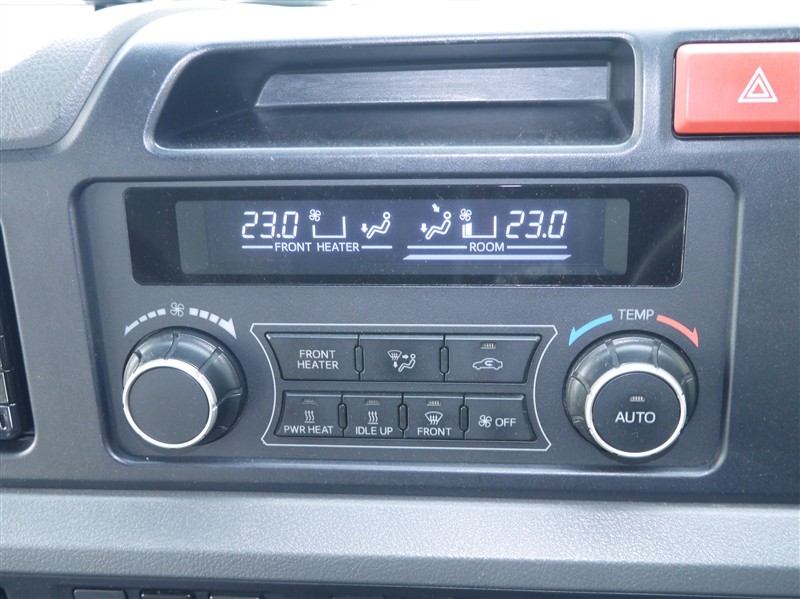 23.0 23.0
FRONT HEATER ROOM
TEMP
FRONT
HEATER
AUTO
PWR HEAT IDLE UP FRONT OFF